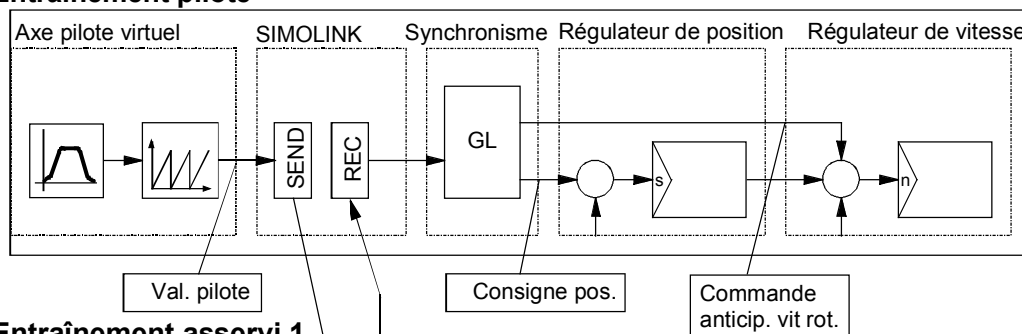 Entraînement pilote
Axe pilote virtuel
SIMOLINK
Synchronisme
Régulateur de position
Régulateur de vitesse
SEND
REC
GL
s
n
Val. pilote
Consigne pos.
Commande
anticip. vit rot.
Entraînement asservi 1